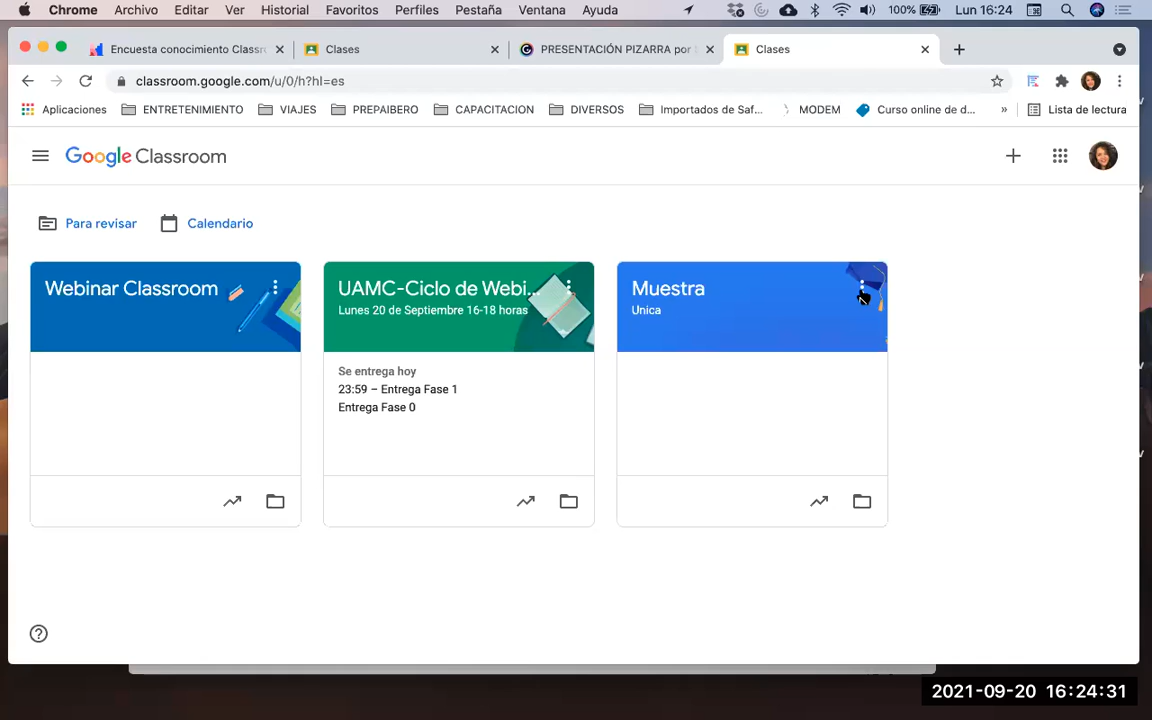 Chrome Archivo Editar Ver Historial Favoritos Perfiles Pestaña Ventana Ayuda 100% Lun 16:24
Encuesta conocimiento Classr Clases PRESENTACIÓN PIZARRA por Clases
classroom.google.com/u/0/h?hl=es
Aplicaciones ENTRETENIMIENTO VIAJES PREPAIBERO CAPACITACION DIVERSOS Importados de Saf... MODEM Curso online de d... » Lista de lectura
Google Classroom
Para revisar Calendario
Webinar Classroom
UAMC-Ciclo de Webi...
Lunes 20 de Septiembre 16-18 horas
Se entrega hoy
23:59 – Entrega Fase 1
Entrega Fase 0
Muestra
Unica
2021-09-20 16:24:31